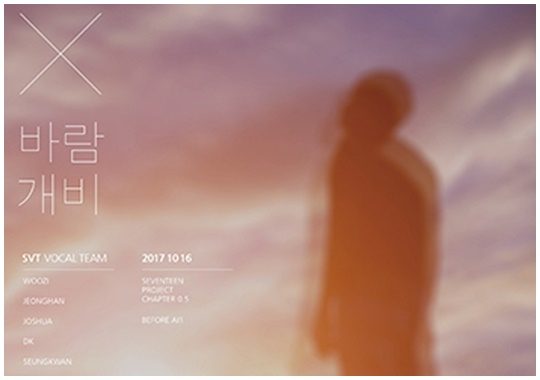 바람
개비
SVT VOCAL TEAM
WOOZI
JEONGHAN
JOSHUA
DK
SEUNGKWAN
2017 10 16
SEVENTEEN
PROJECT
CHAPTER 0.5
BEFORE Al1